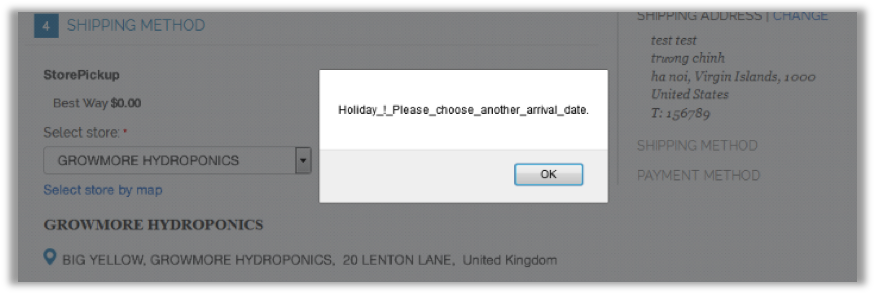 4 SHIPPING METHOD
StorePickup
Best Way $0.00
Select store: *
GROWMORE HYDROPONICS
Select store by map
GROWMORE HYDROPONICS
BIG YELLOW, GROWMORE HYDROPONICS, 20 LENTON LANE, United Kingdom
Holiday_!_Please_choose_another_arrival_date.
OK
SHIPPING ADDRESS | CHANGE
test test
trương chinh
ha noi, Virgin Islands, 1000
United States
T: 156789
SHIPPING METHOD
PAYMENT METHOD